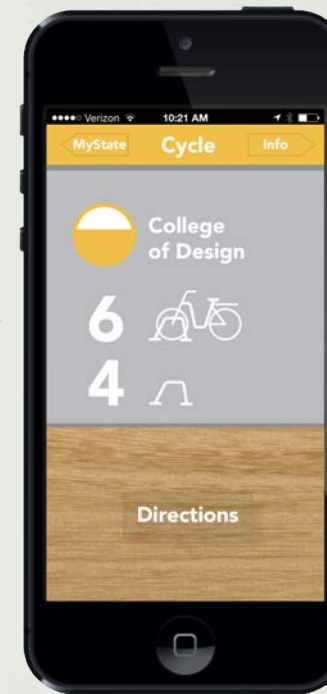 Verizon 10:21 AM
MyState Cycle Info
College
of Design
6
4
Directions